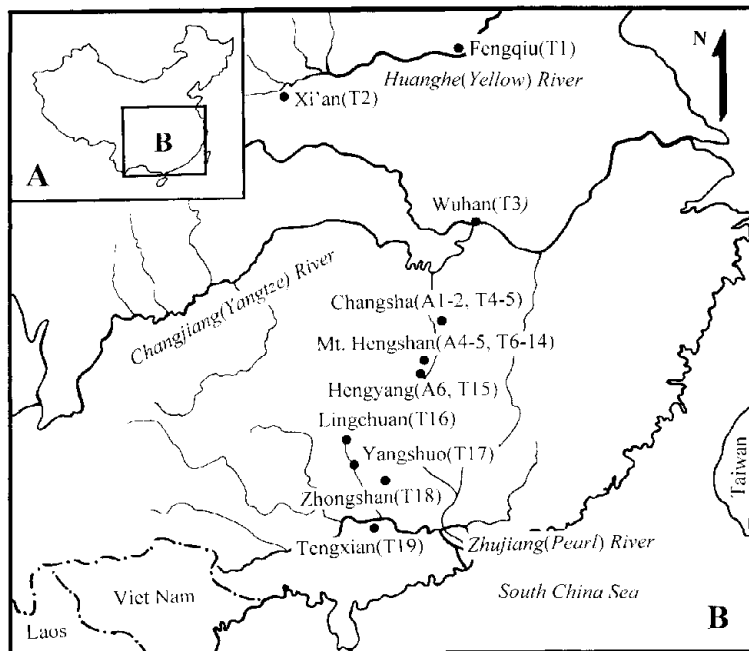 N
Fengqiu(T1)
Huanghe(Yellow) River
Xi'an(T2)
B
A
Wuhan(T3)
Changjiang(Yangtze) River
Changsha(A1-2, T4-5)
Mt. Hengshan(A4-5, T6-14)
Hengyang(A6, T15)
Lingchuan(T16)
Yangshuo(T17)
Zhongshan(T18)
Taiwan
Tengxian(T19)
Zhujiang(Pearl) River
Viet Nam
South China Sea
Laos
B